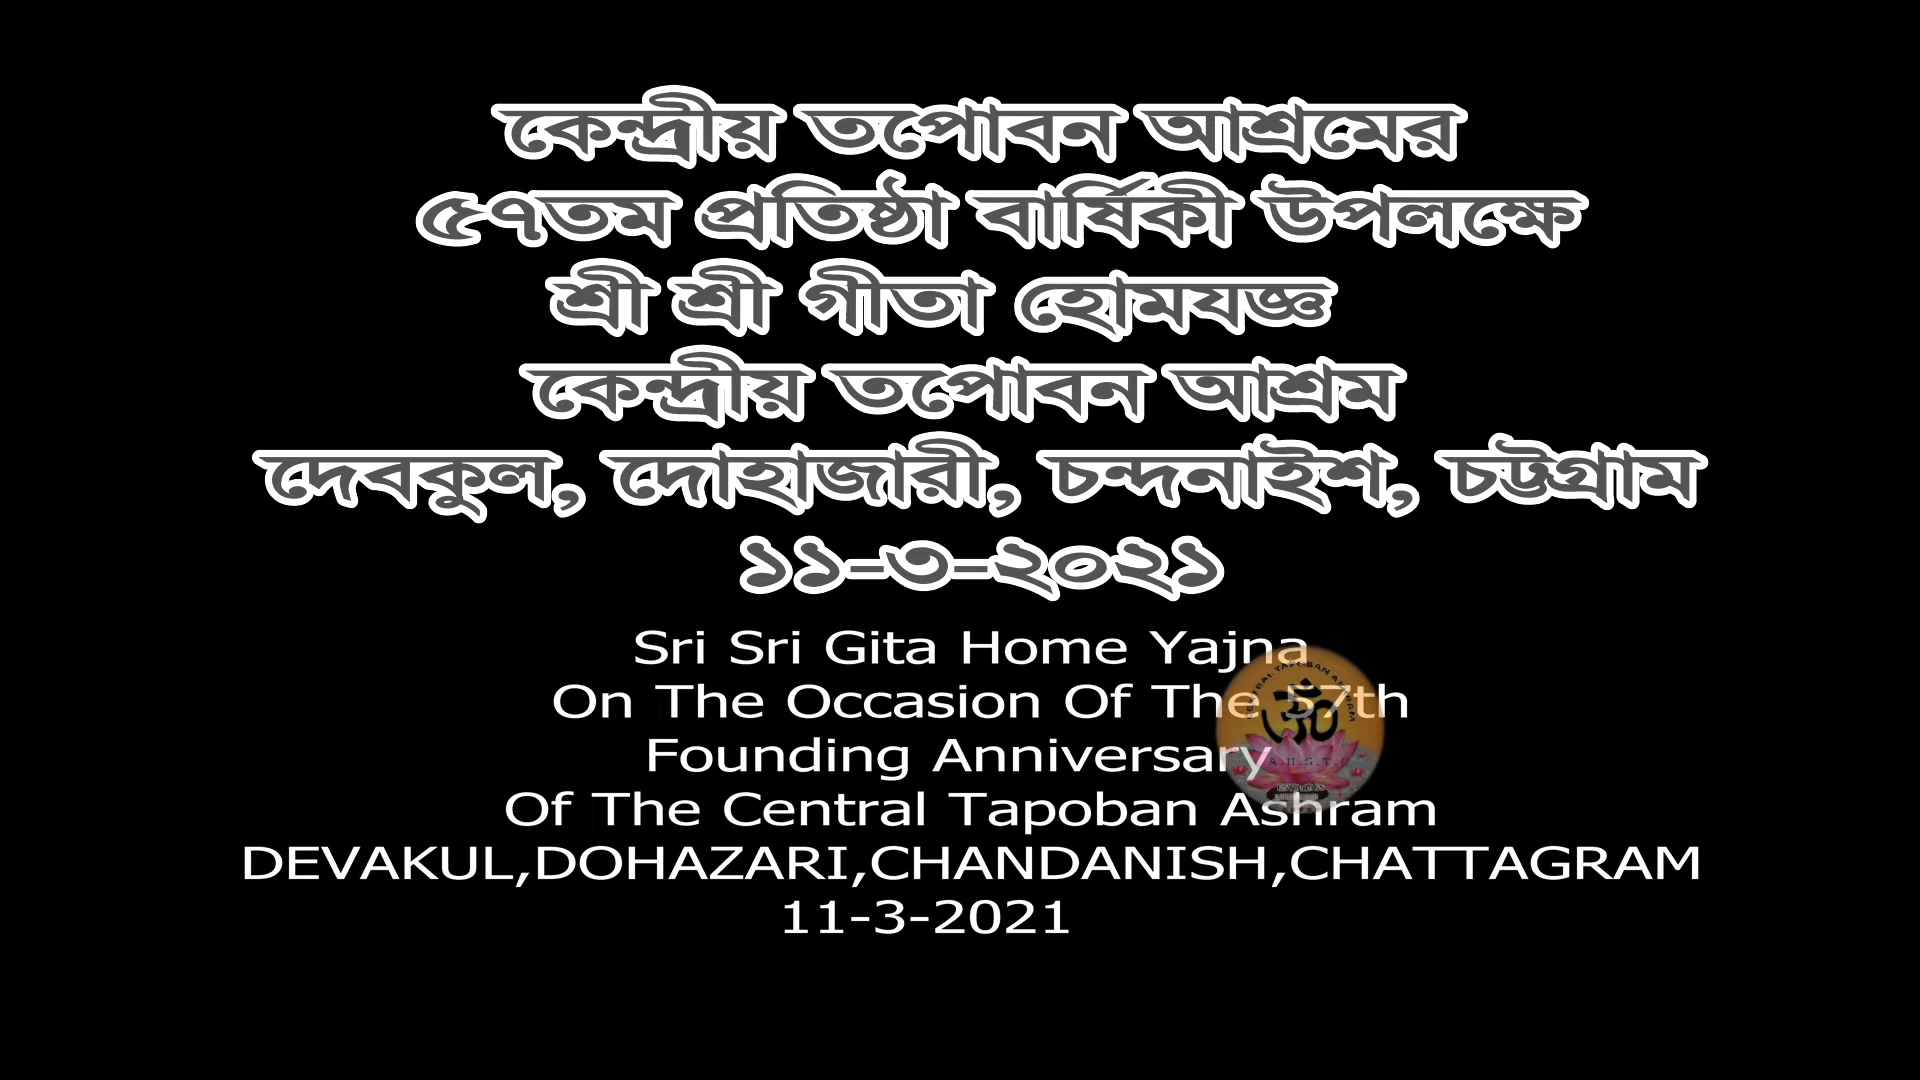 কেন্দ্রীয় তপোবন আশ্রমের
৫৭তম প্রতিষ্ঠা বার্ষিকী উপলক্ষে
শ্রী শ্রী গীতা হোমযজ্ঞ
কেন্দ্রীয় তপোবন আশ্রম
দেবকুল, দোহাজারী, চন্দনাইশ, চট্টগ্রাম
১১-৩-২০২১
Sri Sri Gita Home Yajna
On The Occasion Of The 57th
Founding Anniversary
Of The Central Tapoban Ashram
DEVAKUL,DOHAZARI,CHANDANISH,CHATTAGRAM
11-3-2021
ॐ